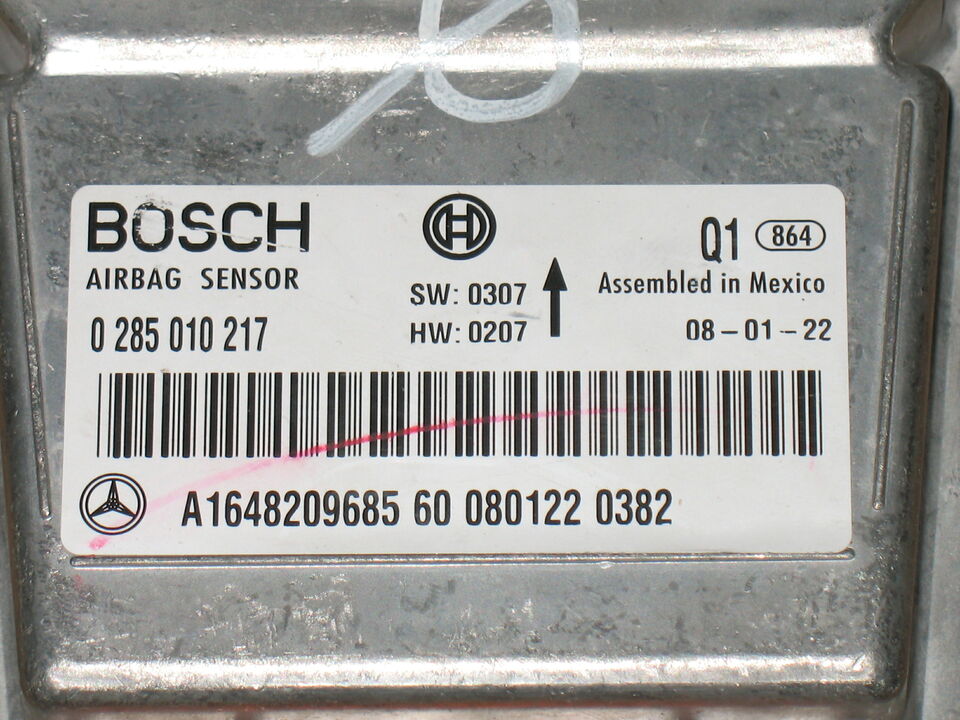 BOSCH
AIRBAG SENSOR
0 285 010 217
SW: 0307
HW: 0207
Q1 864
Assembled in Mexico
08-01-22
A1648209685 60 080122 0382